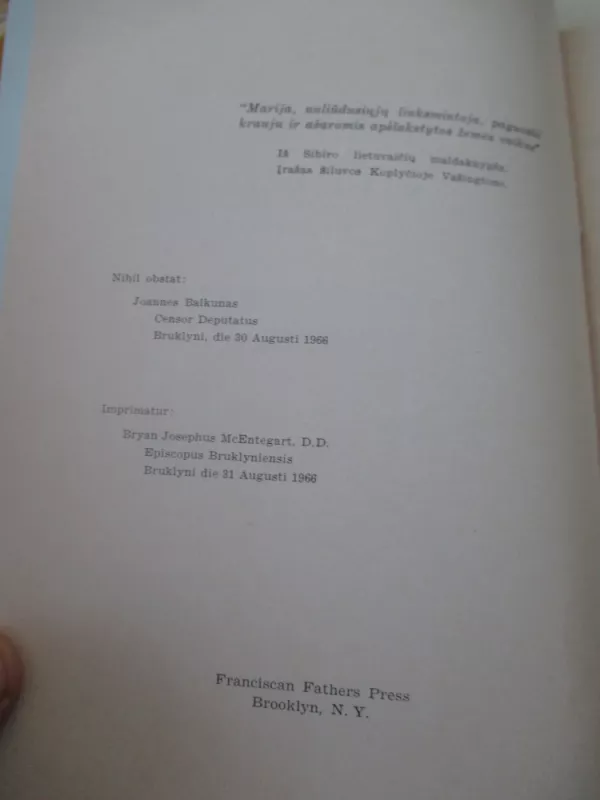 "Marija, nuliūdusiųjų linksmintoja, paguosk
krauju ir ašaromis apšlakstytos žemės vaikus"
Iš Sibiro lietuvaičių maldaknygės.
Įrašas Šiluvos Koplyčioje Vašingtone.
Nihil obstat:
Joannes Balkunas
Censor Deputatus
Bruklyni, die 30 Augusti 1966
Imprimatur:
Bryan Josephus McEntegart, D.D.
Episcopus Bruklyniensis
Bruklyni die 31 Augusti 1966
Franciscan Fathers Press
Brooklyn, N. Y.